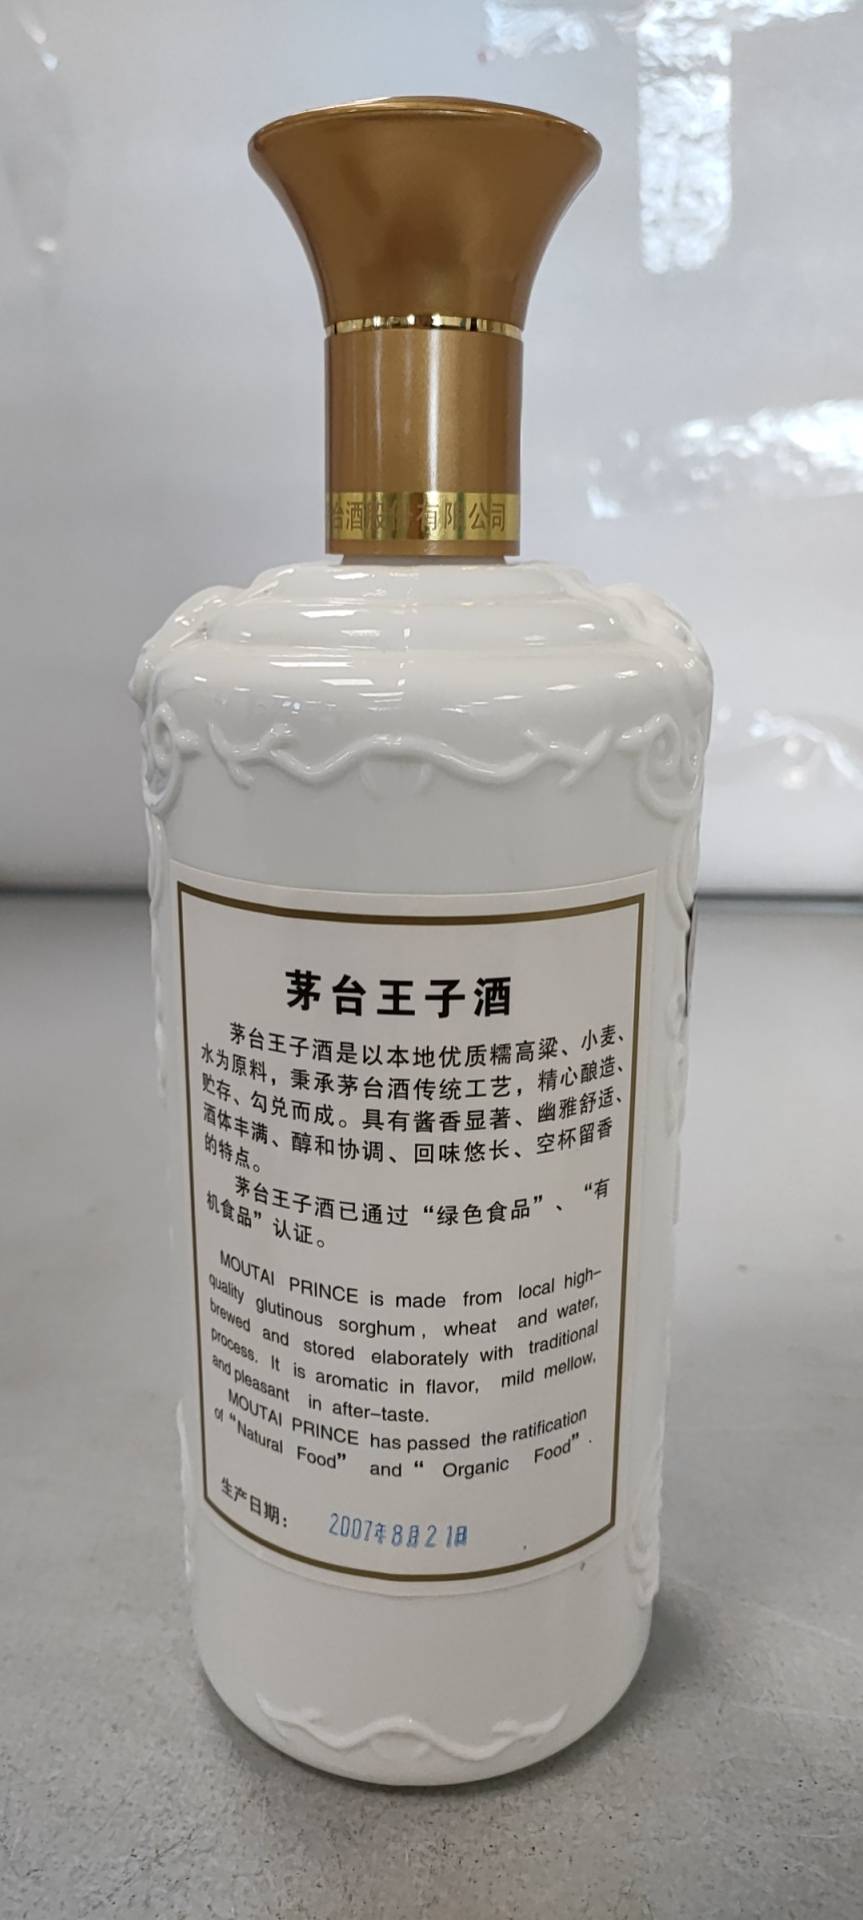 台酒股份有限公司
茅台王子酒
茅台王子酒是以本地优质糯高粱、小麦、
水为原料，秉承茅台酒传统工艺，精心酿造、
贮存、勾兑而成。具有酱香显著、幽雅舒适、
酒体丰满、醇和协调、回味悠长、空杯留香
的特点。
茅台王子酒已通过“绿色食品”、“有
机食品”认证。
MOUTAI PRINCE is made from local high-
quality glutinous sorghum, wheat and water,
brewed and stored elaborately with traditional
process. It is aromatic in flavor, mild mellow,
and pleasant in after-taste.
MOUTAI PRINCE has passed the ratification
of “Natural Food” and “ Organic Food”.
生产日期： 2007年8月21日